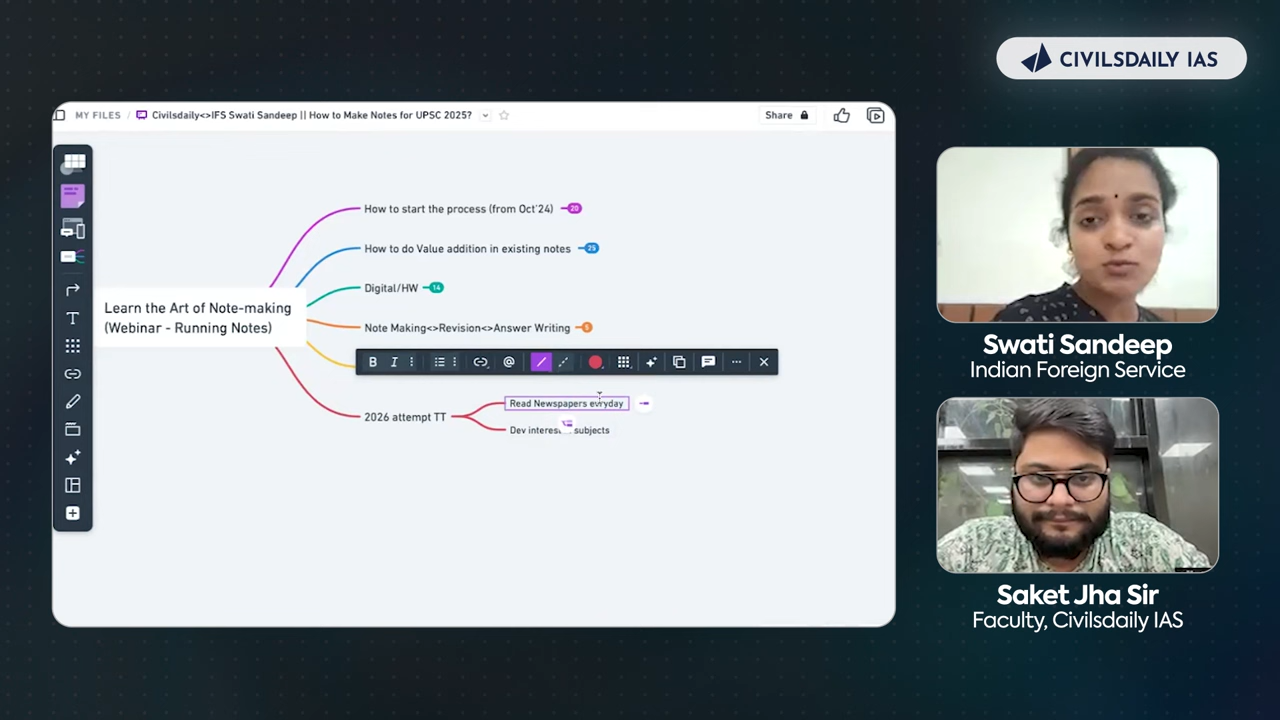 CIVILSDAILY IAS
MY FILES / Civilsdaily<>IFS Swati Sandeep || How to Make Notes for UPSC 2025?
Share
How to start the process (from Oct'24) 20
How to do Value addition in existing notes 25
Digital/HW 14
Learn the Art of Note-making
(Webinar - Running Notes)
Note Making<>Revision<>Answer Writing
B I
2026 attempt TT
Read Newspapers evryday
Dev interes subjects
Swati Sandeep
Indian Foreign Service
Saket Jha Sir
Faculty, Civilsdaily IAS